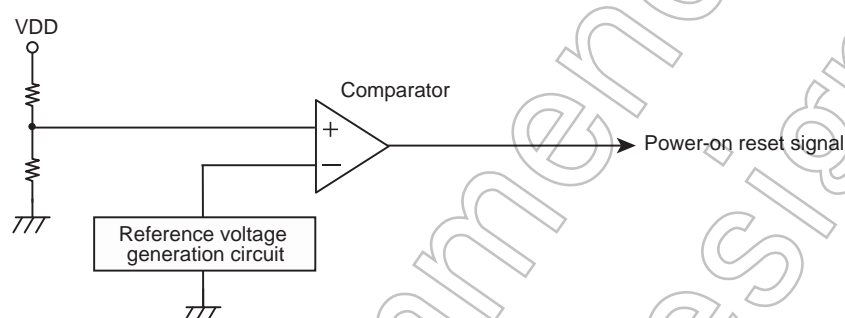 VDD
Comparator
+
−
Power-on reset signal
Reference voltage
generation circuit